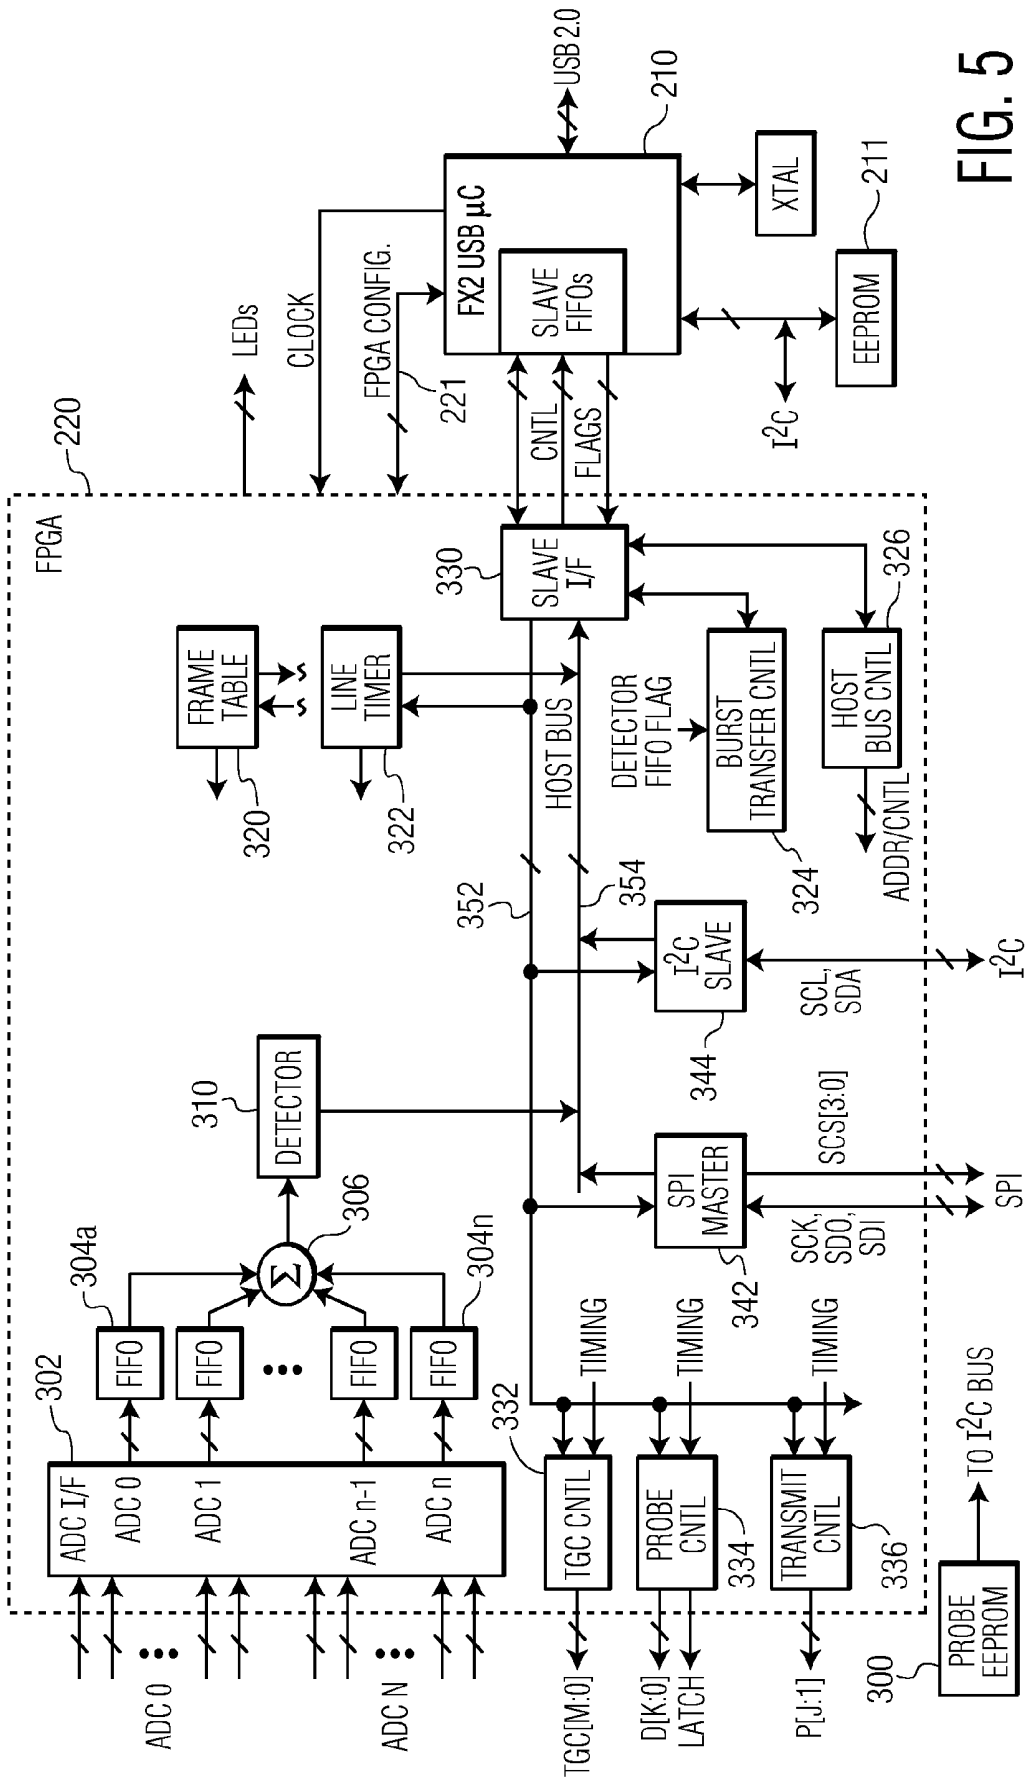 FPGA
220
LEDs
CLOCK
FPGA CONFIG.
221
FX2 USB µC
SLAVE
FIFOs
USB 2.0
210
XTAL
EEPROM
211
I²C
CNTL
FLAGS
ADC 0
ADC N
302
ADC I/F
ADC 0
ADC 1
ADC n-1
ADC n
304a
FIFO
FIFO
FIFO
FIFO
304n
Σ
306
310
DETECTOR
FRAME
TABLE
320
LINE
TIMER
322
330
SLAVE
I/F
352
HOST BUS
354
DETECTOR
FIFO FLAG
BURST
TRANSFER CNTL
324
HOST
BUS CNTL
326
ADDR/CNTL
I²C
SLAVE
344
SCL,
SDA
I²C
SPI
MASTER
342
SCS[3:0]
SCK,
SDO,
SDI
SPI
332
TGC CNTL
TIMING
TGC[M:0]
PROBE
CNTL
334
TIMING
D[K:0]
LATCH
TRANSMIT
CNTL
336
TIMING
P[J:1]
300
PROBE
EEPROM
TO I²C BUS
FIG. 5